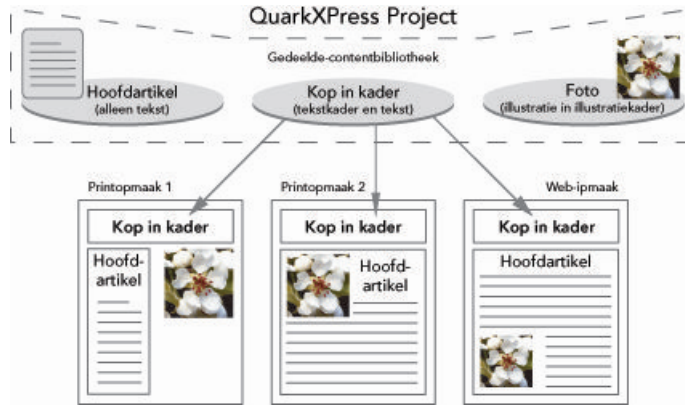 QuarkXPress Project
Gedeelde-contentbibliotheek
Hoofdartikel
(alleen tekst)
Kop in kader
(tekstkader en tekst)
Foto
(illustratie in illustratiekader)
Printopmaak 1
Kop in kader
Hoofd-
artikel
Printopmaak 2
Kop in kader
Hoofd-
artikel
Web-ipmaak
Kop in kader
Hoofdartikel